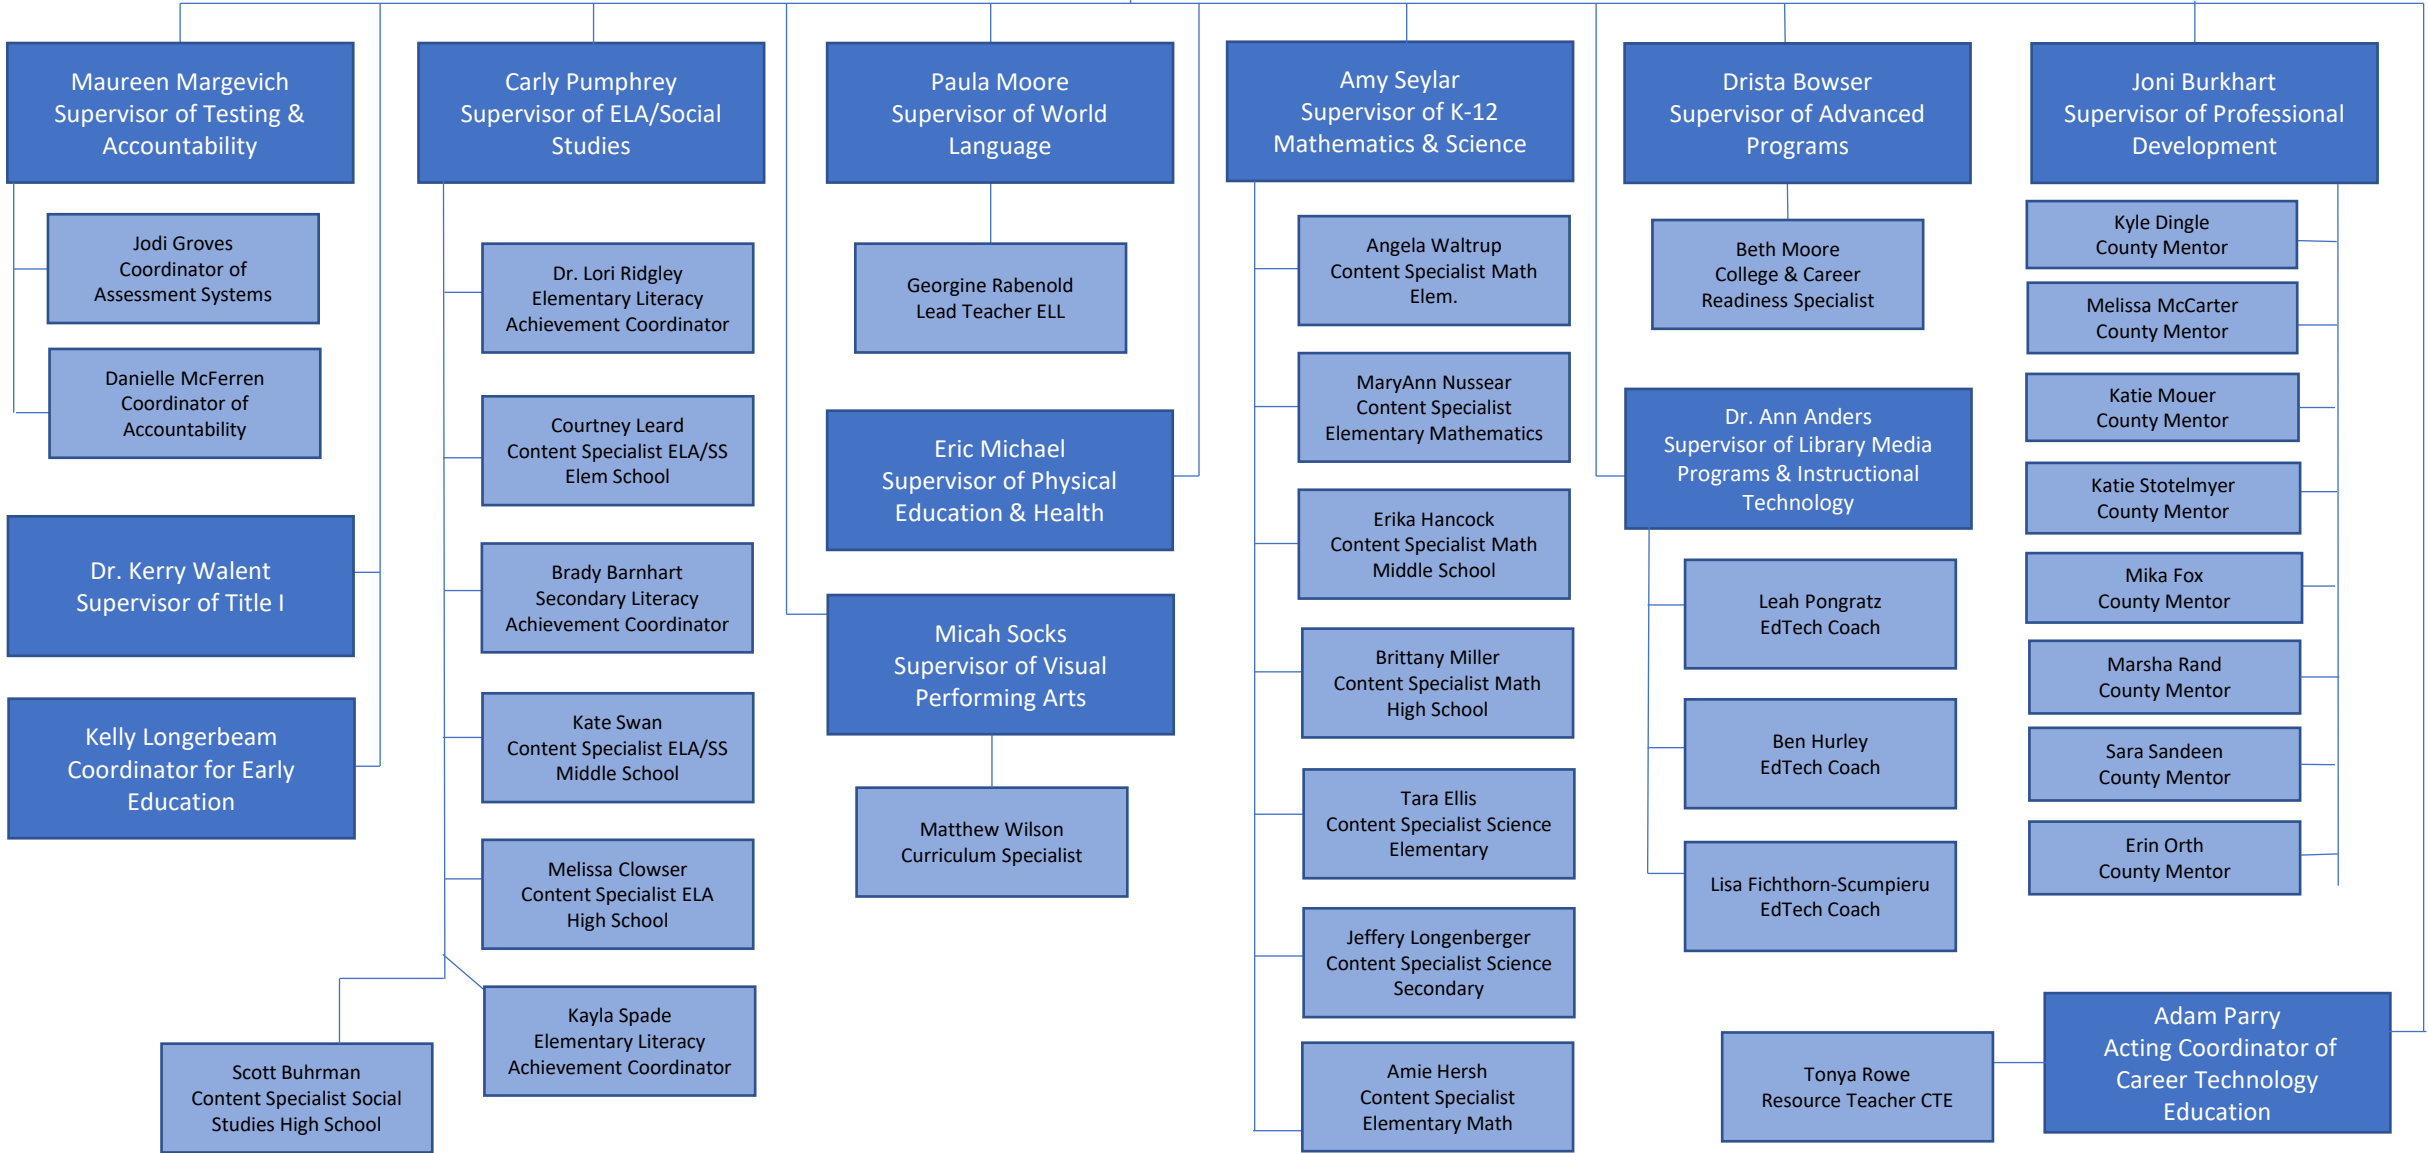 Maureen Margevich
Supervisor of Testing &
Accountability
Jodi Groves
Coordinator of
Assessment Systems
Danielle McFerren
Coordinator of
Accountability
Dr. Kerry Walent
Supervisor of Title I
Kelly Longerbeam
Coordinator for Early
Education
Carly Pumphrey
Supervisor of ELA/Social
Studies
Dr. Lori Ridgley
Elementary Literacy
Achievement Coordinator
Courtney Leard
Content Specialist ELA/SS
Elem School
Brady Barnhart
Secondary Literacy
Achievement Coordinator
Kate Swan
Content Specialist ELA/SS
Middle School
Melissa Clowser
Content Specialist ELA
High School
Kayla Spade
Elementary Literacy
Achievement Coordinator
Scott Buhrman
Content Specialist Social
Studies High School
Paula Moore
Supervisor of World
Language
Georgine Rabenold
Lead Teacher ELL
Eric Michael
Supervisor of Physical
Education & Health
Micah Socks
Supervisor of Visual
Performing Arts
Matthew Wilson
Curriculum Specialist
Amy Seylar
Supervisor of K-12
Mathematics & Science
Angela Waltrup
Content Specialist Math
Elem.
MaryAnn Nussear
Content Specialist
Elementary Mathematics
Erika Hancock
Content Specialist Math
Middle School
Brittany Miller
Content Specialist Math
High School
Tara Ellis
Content Specialist Science
Elementary
Jeffery Longenberger
Content Specialist Science
Secondary
Amie Hersh
Content Specialist
Elementary Math
Drista Bowser
Supervisor of Advanced
Programs
Beth Moore
College & Career
Readiness Specialist
Dr. Ann Anders
Supervisor of Library Media
Programs & Instructional
Technology
Leah Pongratz
EdTech Coach
Ben Hurley
EdTech Coach
Lisa Fichthorn-Scumpieru
EdTech Coach
Joni Burkhart
Supervisor of Professional
Development
Kyle Dingle
County Mentor
Melissa McCarter
County Mentor
Katie Mouer
County Mentor
Katie Stotelmyer
County Mentor
Mika Fox
County Mentor
Marsha Rand
County Mentor
Sara Sandeen
County Mentor
Erin Orth
County Mentor
Adam Parry
Acting Coordinator of
Career Technology
Education
Tonya Rowe
Resource Teacher CTE